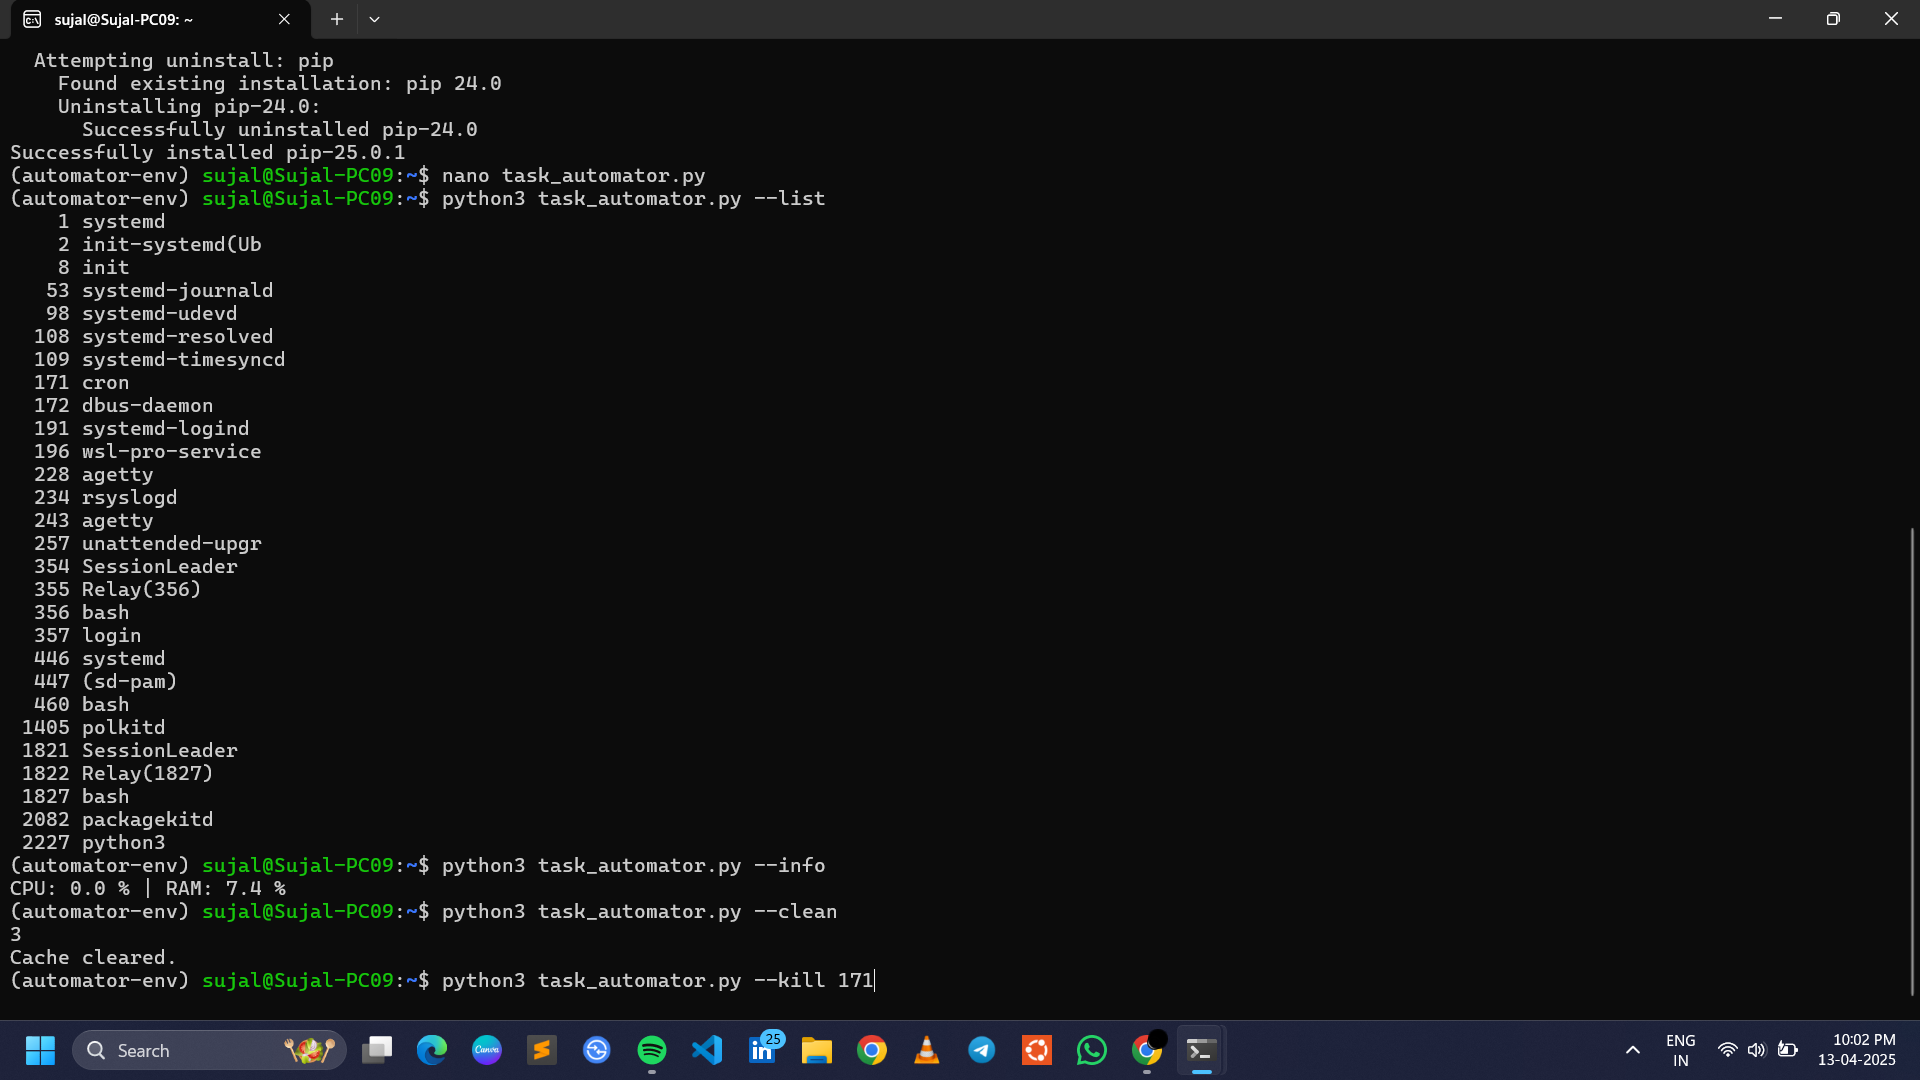 sujal@Sujal-PC09: ~
  Attempting uninstall: pip
    Found existing installation: pip 24.0
    Uninstalling pip-24.0:
      Successfully uninstalled pip-24.0
Successfully installed pip-25.0.1
(automator-env) sujal@Sujal-PC09:~$ nano task_automator.py
(automator-env) sujal@Sujal-PC09:~$ python3 task_automator.py --list
    1 systemd
    2 init-systemd(Ub
    8 init
   53 systemd-journald
   98 systemd-udevd
  108 systemd-resolved
  109 systemd-timesyncd
  171 cron
  172 dbus-daemon
  191 systemd-logind
  196 wsl-pro-service
  228 agetty
  234 rsyslogd
  243 agetty
  257 unattended-upgr
  354 SessionLeader
  355 Relay(356)
  356 bash
  357 login
  446 systemd
  447 (sd-pam)
  460 bash
 1405 polkitd
 1821 SessionLeader
 1822 Relay(1827)
 1827 bash
 2082 packagekitd
 2227 python3
(automator-env) sujal@Sujal-PC09:~$ python3 task_automator.py --info
CPU: 0.0 % | RAM: 7.4 %
(automator-env) sujal@Sujal-PC09:~$ python3 task_automator.py --clean
3
Cache cleared.
(automator-env) sujal@Sujal-PC09:~$ python3 task_automator.py --kill 171
Search
Canva
in
25
ENG
IN
10:02 PM
13-04-2025